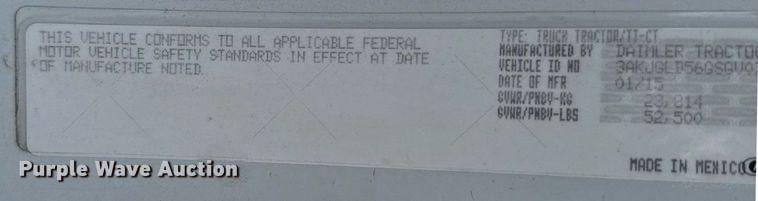 THIS VEHICLE CONFORMS TO ALL APPLICABLE FEDERAL
MOTOR VEHICLE SAFETY STANDARDS IN EFFECT AT DATE
OF MANUFACTURE NOTED.
TYPE: TRUCK TRACTOR/TT-CT
MANUFACTURED BY DAIMLER
VEHICLE ID NO
DATE OF MFR 01/15
GVWR/PNBV-KG 23,814
GVWR/PNBV-LBS 52,500
MADE IN MEXICO
Purple Wave Auction